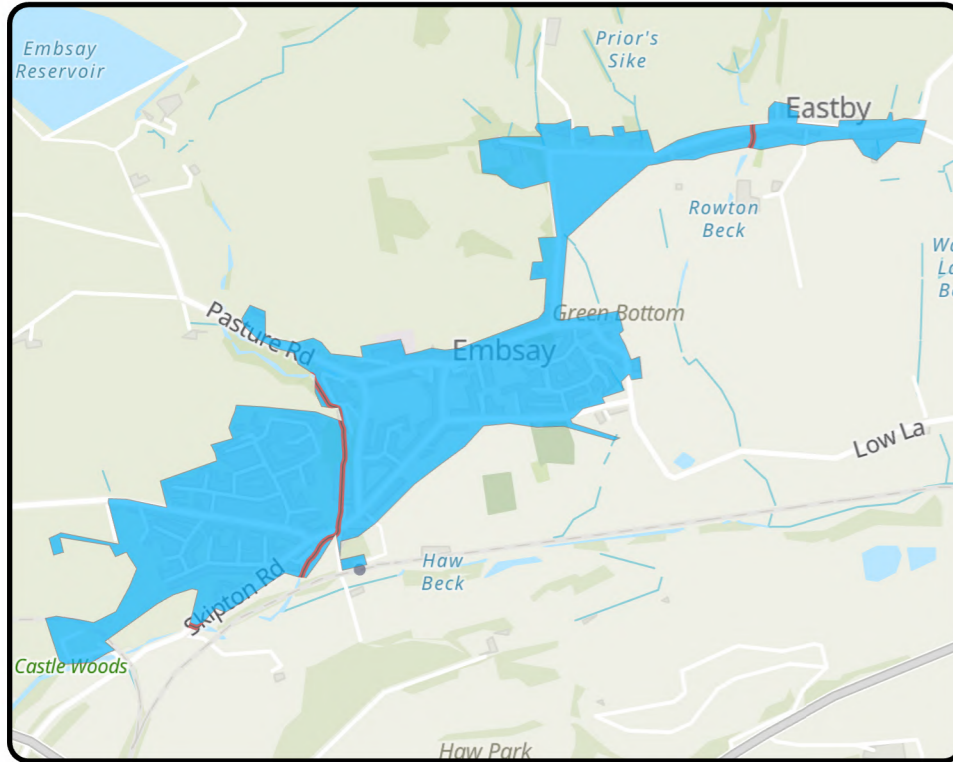 Embsay
Reservoir
Prior's
Sike
Eastby
Rowton
Beck
Pasture Rd
Green Bottom
Embsay
Low La
Haw
Beck
Skipton Rd
Castle Woods
Haw Park